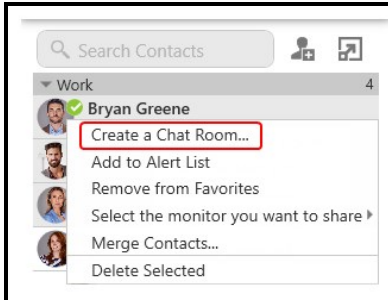 Search Contacts
Work 4
Bryan Greene
Create a Chat Room...
Add to Alert List
Remove from Favorites
Select the monitor you want to share
Merge Contacts...
Delete Selected